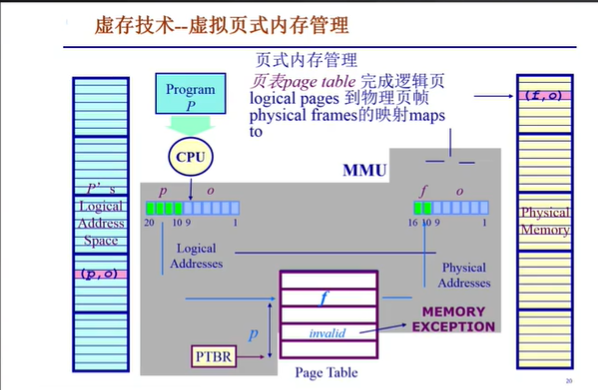 虚存技术--虚拟页式内存管理
页式内存管理
页表page table 完成逻辑页
logical pages 到物理页帧
physical frames的映射maps
to
Program
P
(f,o)
CPU
MMU
p o
f o
20 10 9 1
16 10 9 1
P's
Logical
Address
Space
Physical
Memory
Logical
Addresses
Physical
Addresses
(p,o)
f
p
invalid
MEMORY
EXCEPTION
PTBR
Page Table
20